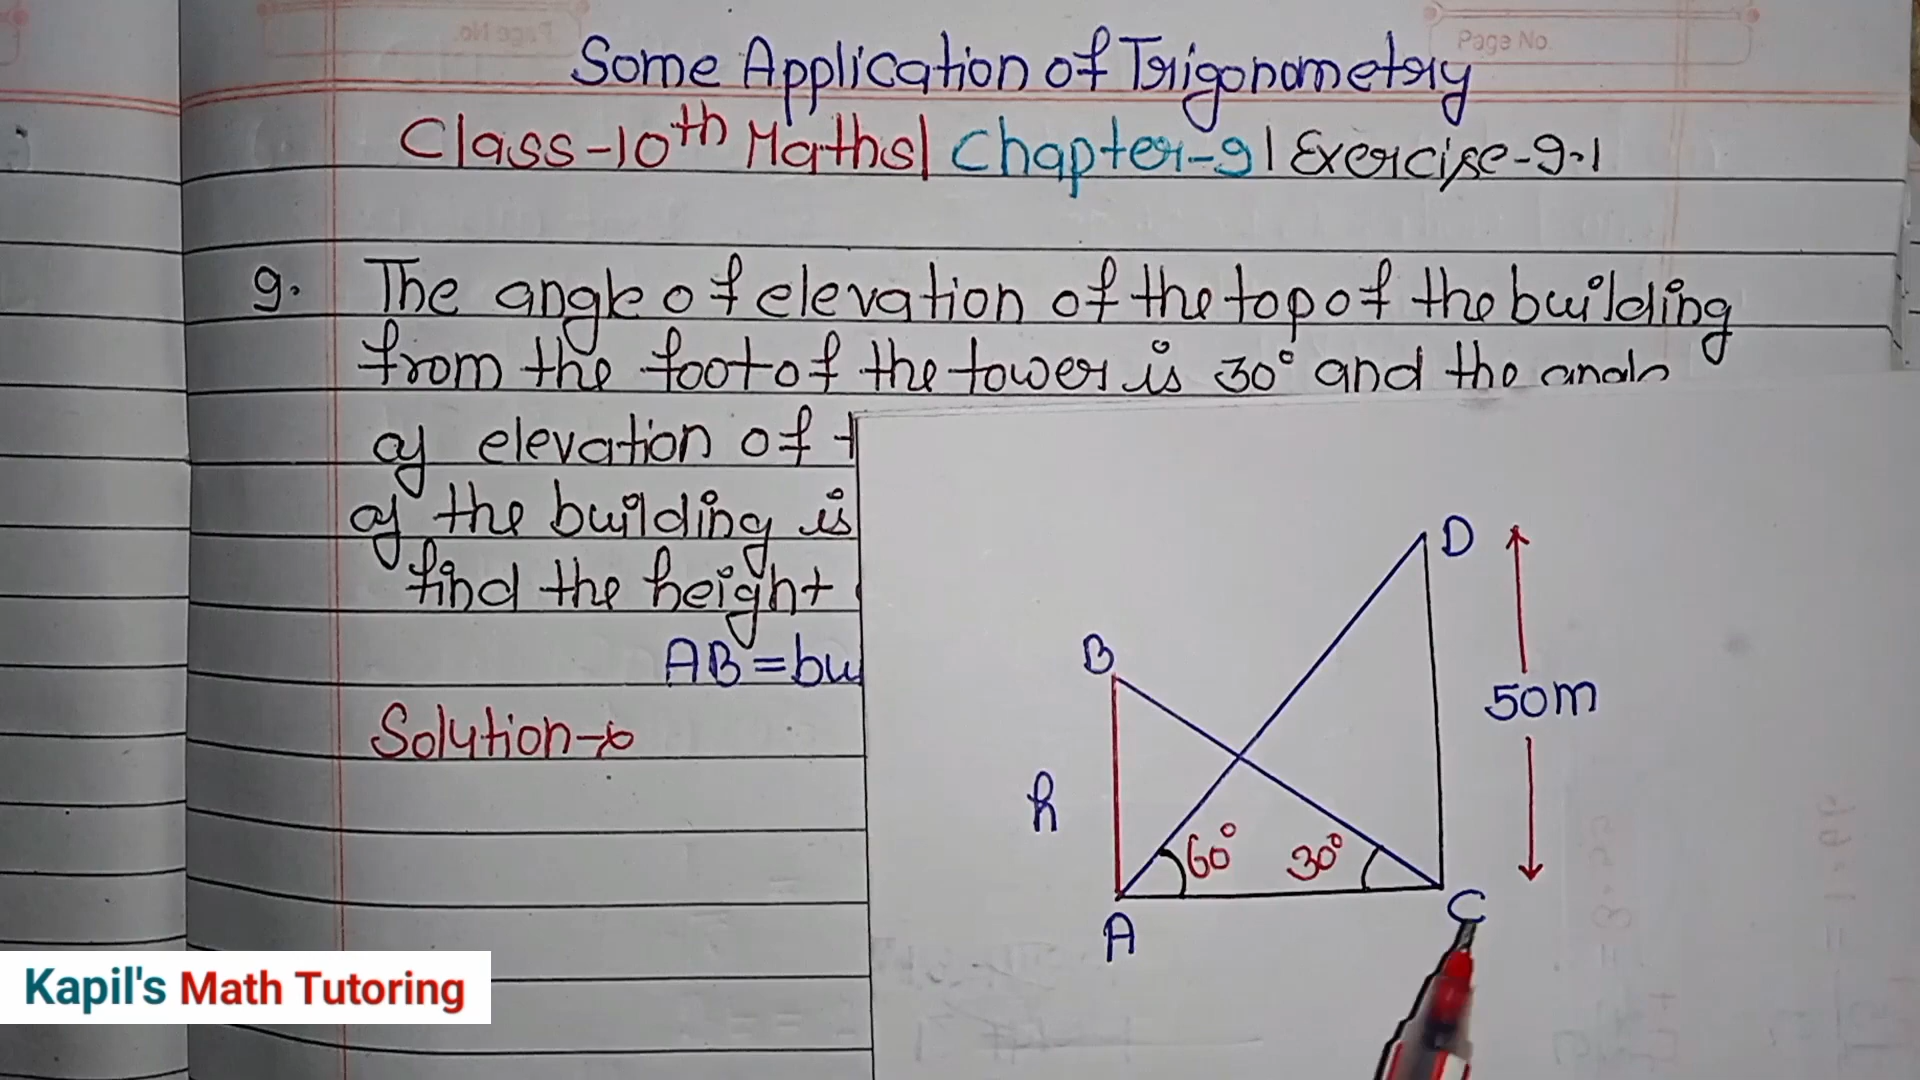 Page No.
Some Application of Trigonometry
Class-10th Maths| Chapter-9| Exercise-9.1
9. The angle of elevation of the top of the building
from the foot of the tower is 30° and the angle
of elevation of
of the building is
find the height
AB=bu
Solution→
D
B
50m
h
60° 30°
A
C
Kapil's Math Tutoring